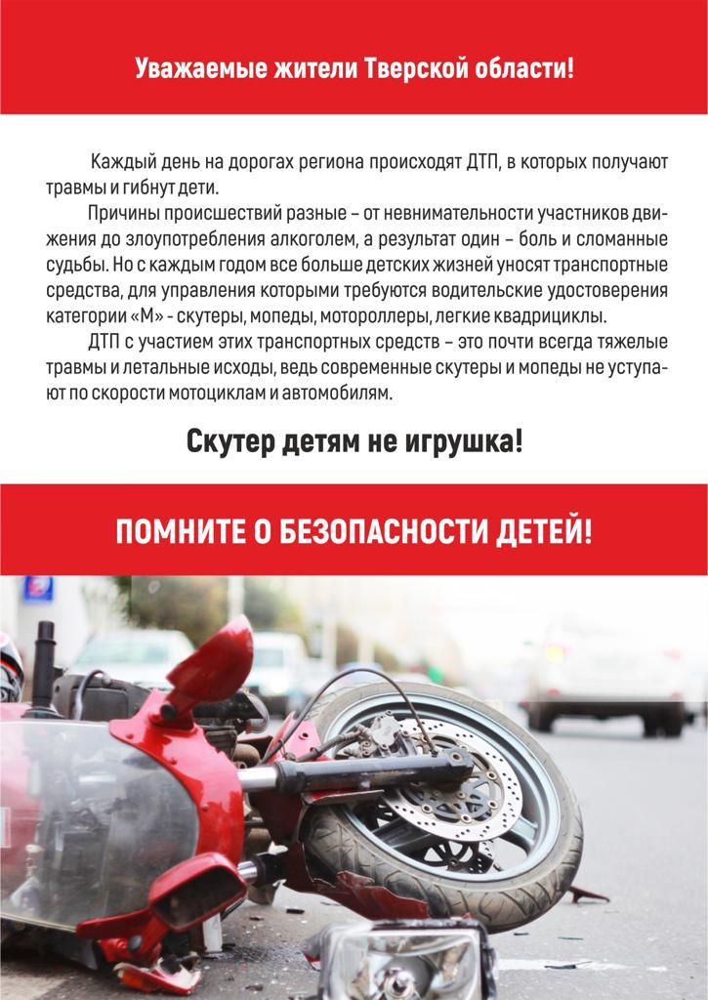 Уважаемые жители Тверской области!
Каждый день на дорогах региона происходят ДТП, в которых получают
травмы и гибнут дети.
Причины происшествий разные – от невнимательности участников дви-
жения до злоупотребления алкоголем, а результат один – боль и сломанные
судьбы. Но с каждым годом все больше детских жизней уносят транспортные
средства, для управления которыми требуются водительские удостоверения
категории «М» - скутеры, мопеды, мотороллеры, легкие квадрициклы.
ДТП с участием этих транспортных средств – это почти всегда тяжелые
травмы и летальные исходы, ведь современные скутеры и мопеды не уступа-
ют по скорости мотоциклам и автомобилям.
Скутер детям не игрушка!
ПОМНИТЕ О БЕЗОПАСНОСТИ ДЕТЕЙ!